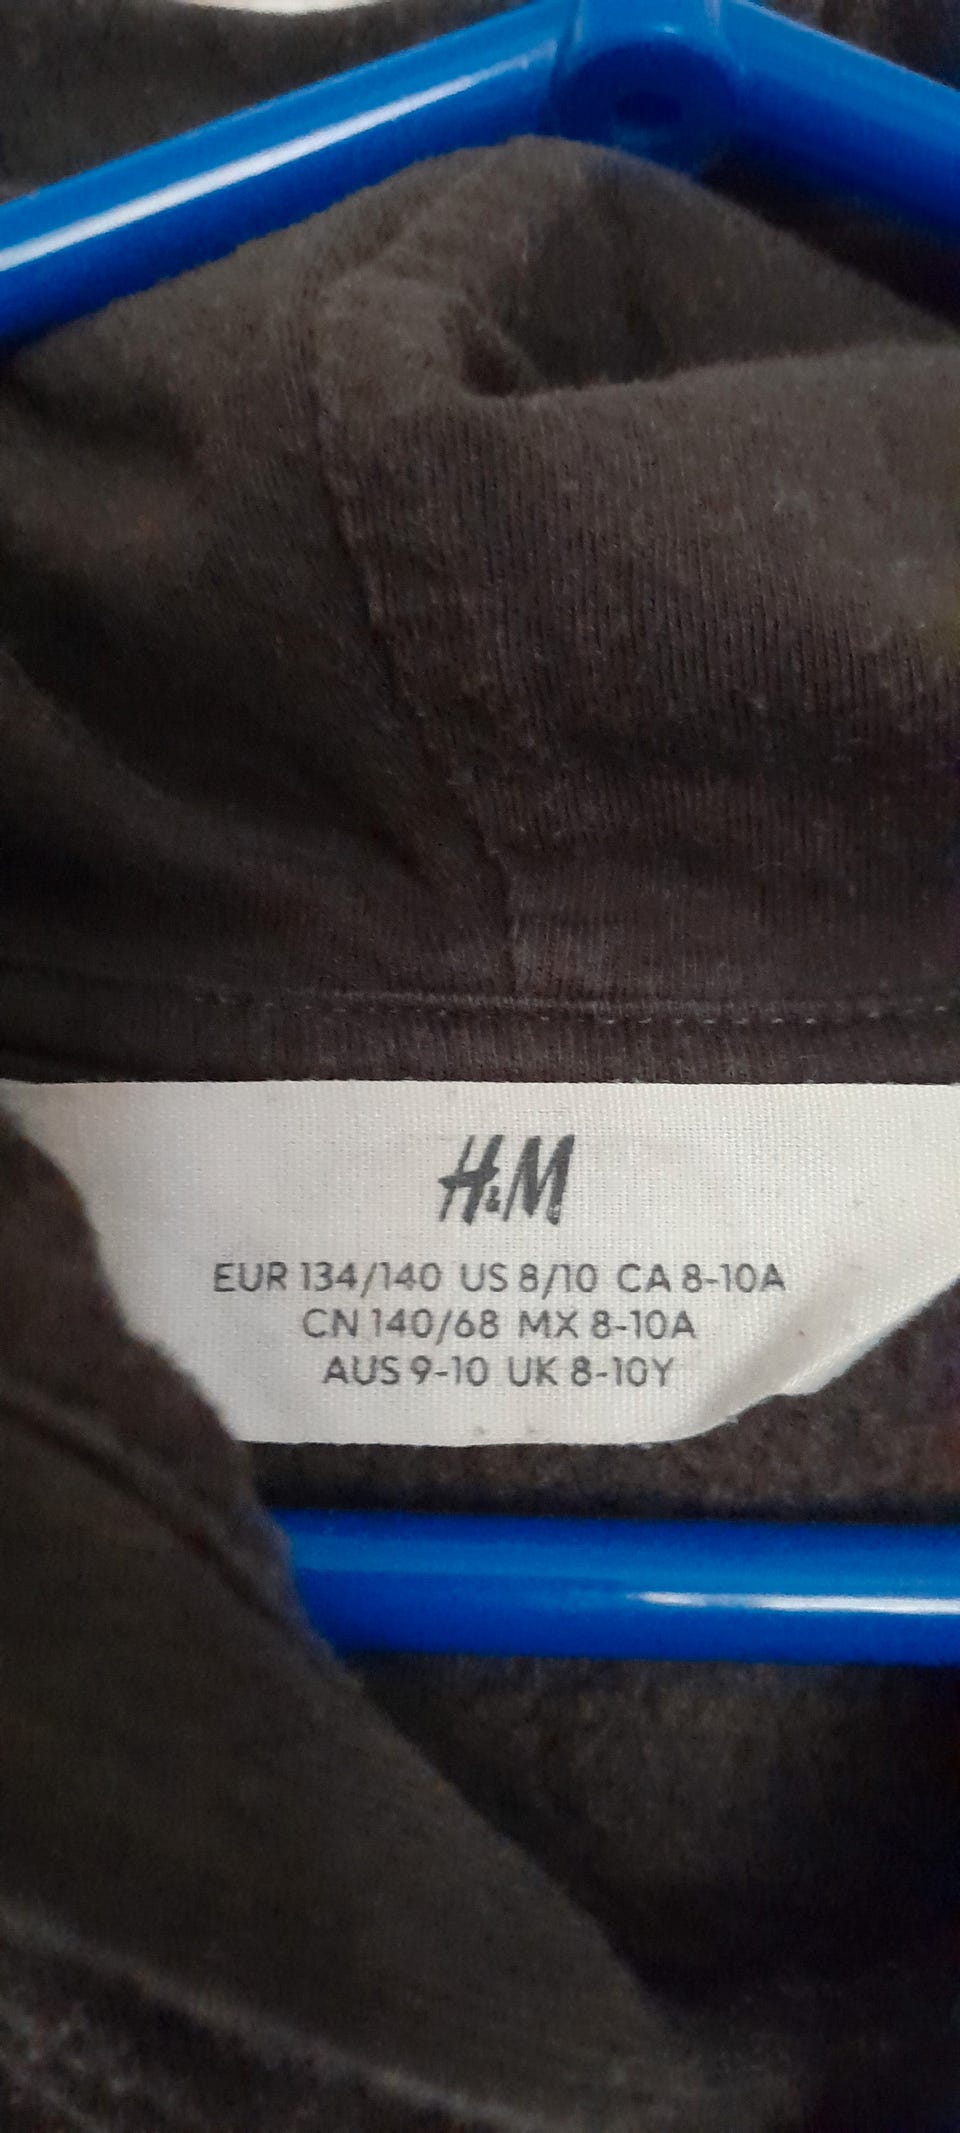 H&M
EUR 134/140 US 8/10 CA 8-10A
CN 140/68 MX 8-10A
AUS 9-10 UK 8-10Y